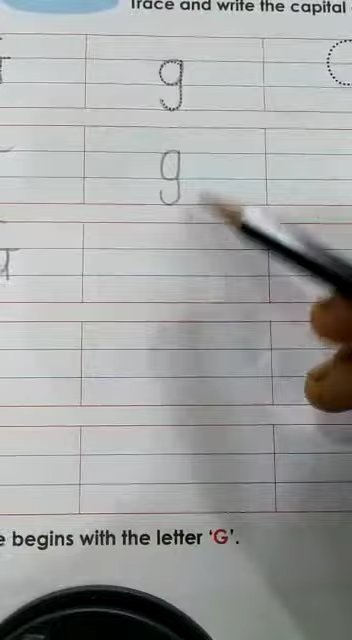 Trace and write the capital
g
g
begins with the letter 'G'.